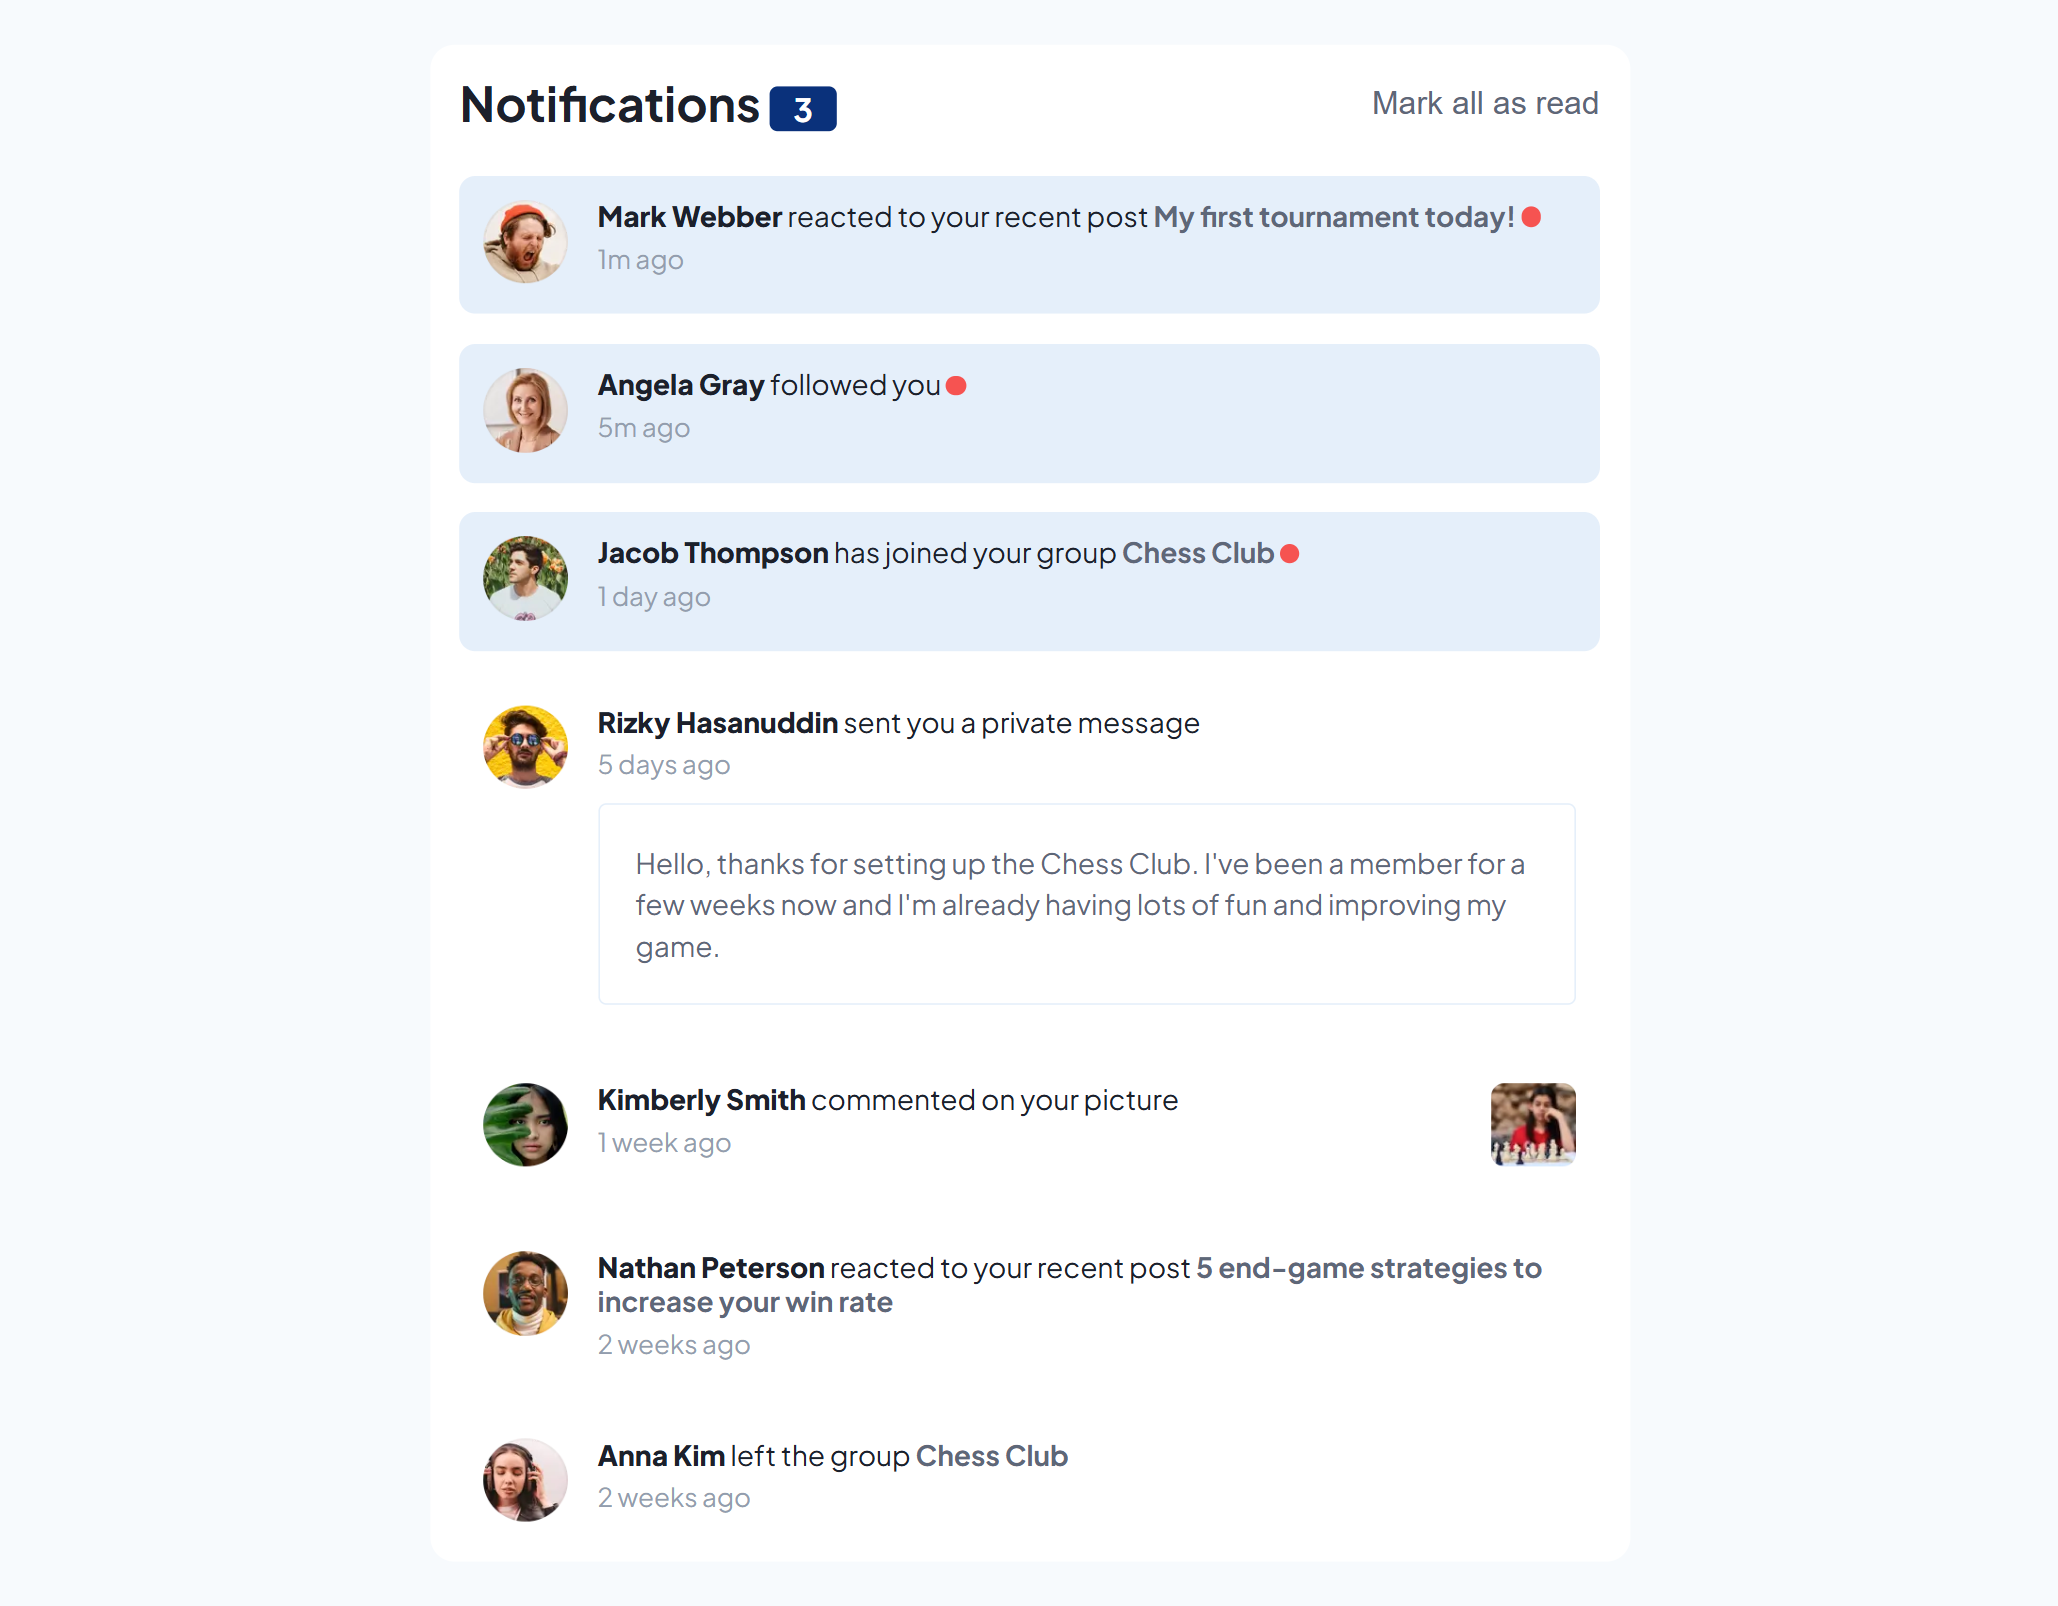 Notifications 3
Mark all as read
Mark Webber reacted to your recent post My first tournament today!
1m ago
Angela Gray followed you
5m ago
Jacob Thompson has joined your group Chess Club
1 day ago
Rizky Hasanuddin sent you a private message
5 days ago
Hello, thanks for setting up the Chess Club. I've been a member for a
few weeks now and I'm already having lots of fun and improving my
game.
Kimberly Smith commented on your picture
1 week ago
Nathan Peterson reacted to your recent post 5 end-game strategies to
increase your win rate
2 weeks ago
Anna Kim left the group Chess Club
2 weeks ago